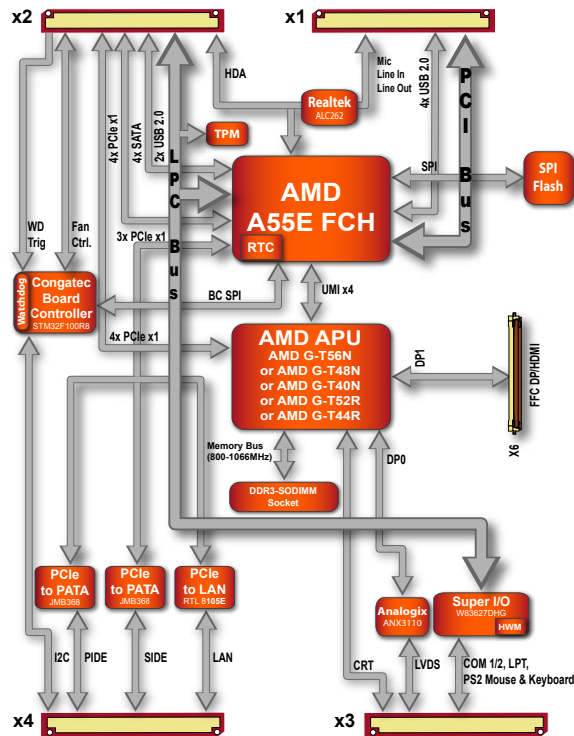 x2
x1
HDA
Mic
Line In
Line Out
Realtek
ALC262
4x USB 2.0
PCI Bus
4x PCIe x1
4x SATA
2x USB 2.0
TPM
LPC Bus
AMD
A55E FCH
RTC
SPI
SPI
Flash
WD
Trig
Fan
Ctrl.
3x PCIe x1
Watchdog
Congatec
Board
Controller
STM32F100R8
BC SPI
UMI x4
4x PCIe x1
AMD APU
AMD G-T56N
or AMD G-T48N
or AMD G-T40N
or AMD G-T52R
or AMD G-T44R
DP1
FFC DP/HDMI
X6
Memory Bus
(800-1066MHz)
DP0
DDR3-SODIMM
Socket
PCIe
to PATA
JMB368
PCIe
to PATA
JMB368
PCIe
to LAN
RTL 8105E
Analogix
ANX3110
Super I/O
W83627DHG
HWM
I2C
PIDE
SIDE
LAN
CRT
LVDS
COM 1/2, LPT,
PS2 Mouse & Keyboard
x4
x3